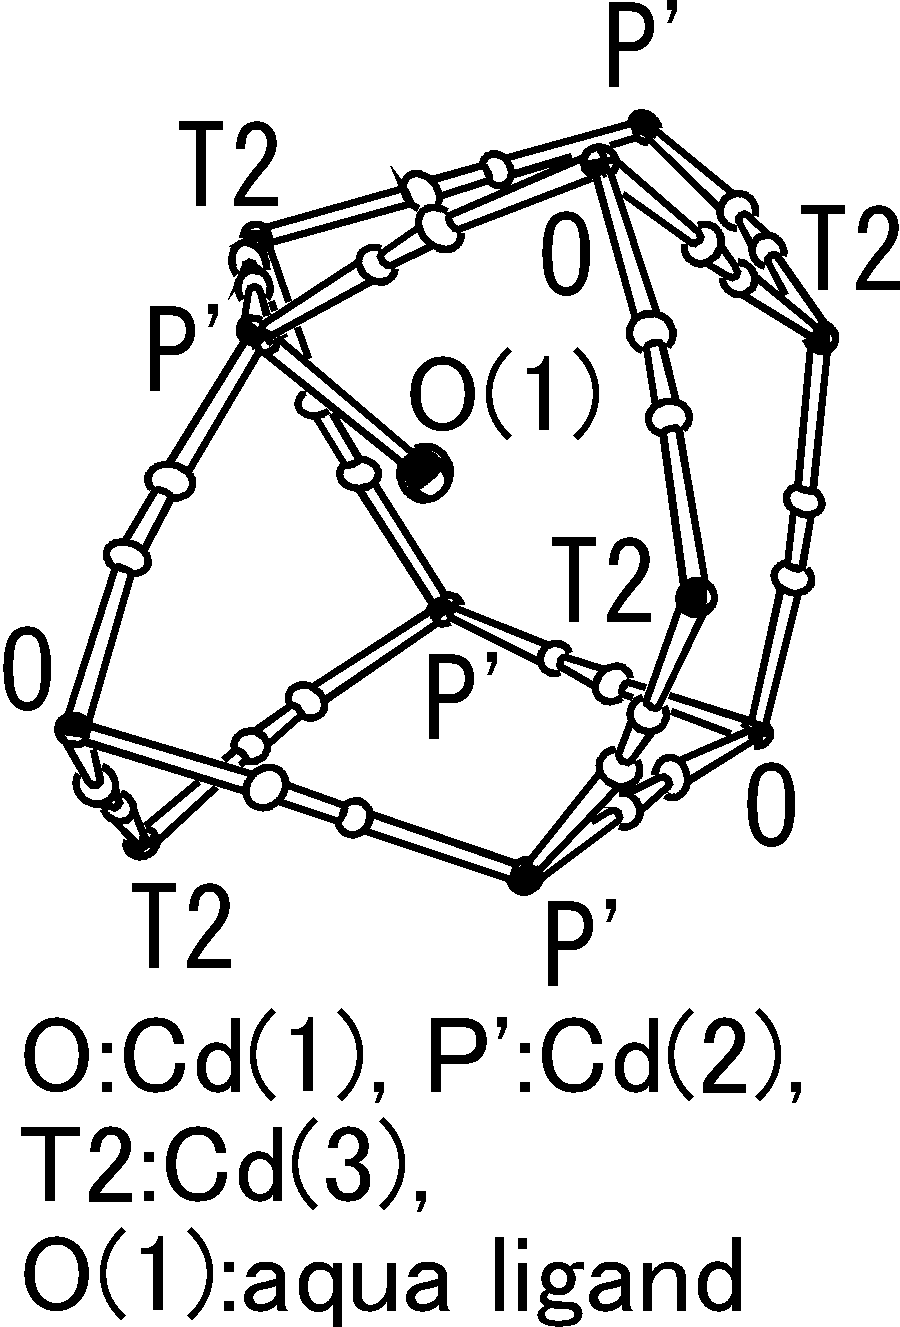 P'
T2
T2
O
P'
O(1)
T2
O
P'
O
T2
P'
O:Cd(1), P':Cd(2),
T2:Cd(3),
O(1):aqua ligand